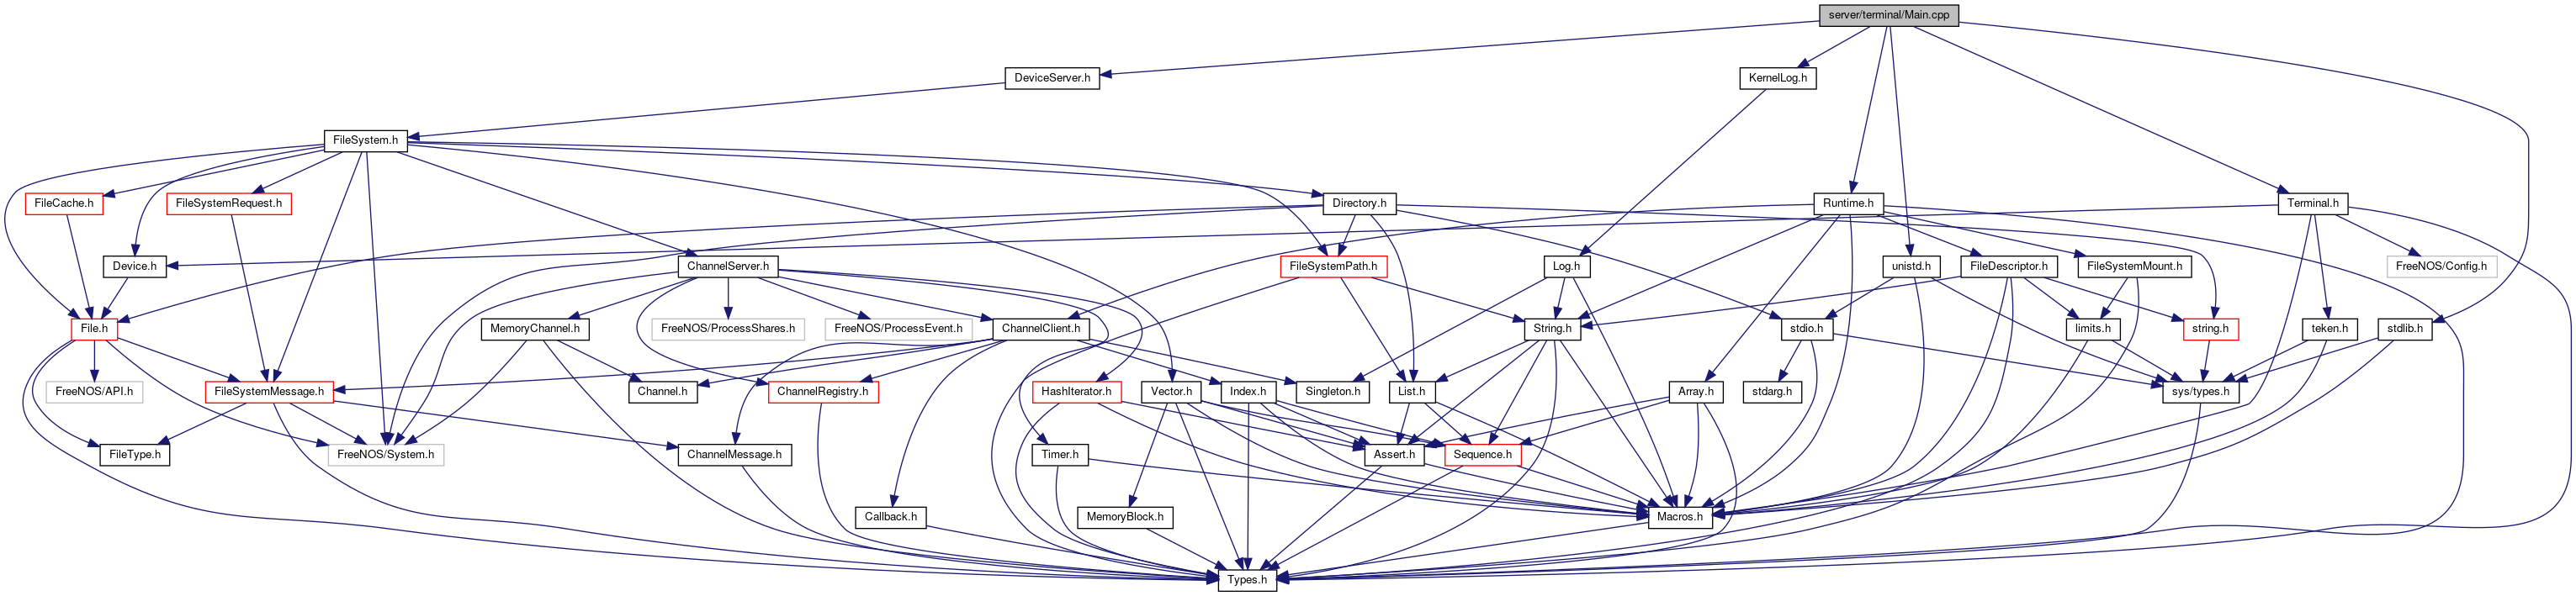 server/terminal/Main.cpp
DeviceServer.h
KernelLog.h
FileSystem.h
FileCache.h
FileSystemRequest.h
Directory.h
Runtime.h
Terminal.h
Device.h
ChannelServer.h
FileSystemPath.h
Log.h
unistd.h
FileDescriptor.h
FileSystemMount.h
FreeNOS/Config.h
File.h
MemoryChannel.h
FreeNOS/ProcessShares.h
FreeNOS/ProcessEvent.h
ChannelClient.h
String.h
stdio.h
limits.h
string.h
teken.h
stdlib.h
FreeNOS/API.h
FileSystemMessage.h
Channel.h
ChannelRegistry.h
HashIterator.h
Vector.h
Index.h
Singleton.h
List.h
Array.h
stdarg.h
sys/types.h
FileType.h
FreeNOS/System.h
ChannelMessage.h
Timer.h
Assert.h
Sequence.h
Callback.h
MemoryBlock.h
Macros.h
Types.h